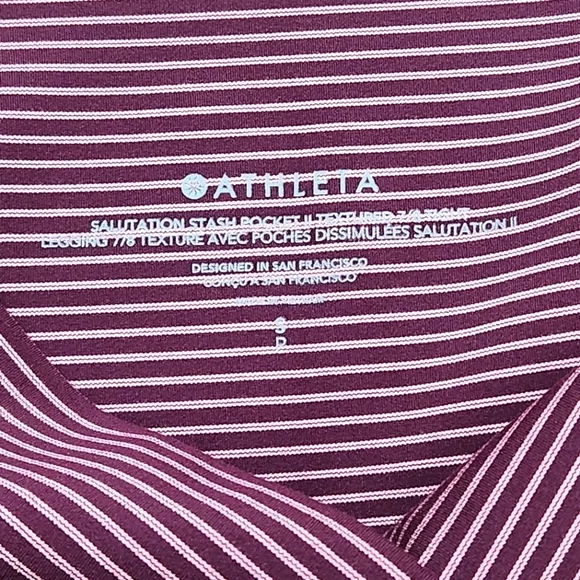 ATHLETA
SALUTATION STASH POCKET II TEXTURED 7/8 TIGHT
LEGGING 7/8 TEXTURE AVEC POCHES DISSIMULÉES SALUTATION II
DESIGNED IN SAN FRANCISCO
CONÇU À SAN FRANCISCO
S
P